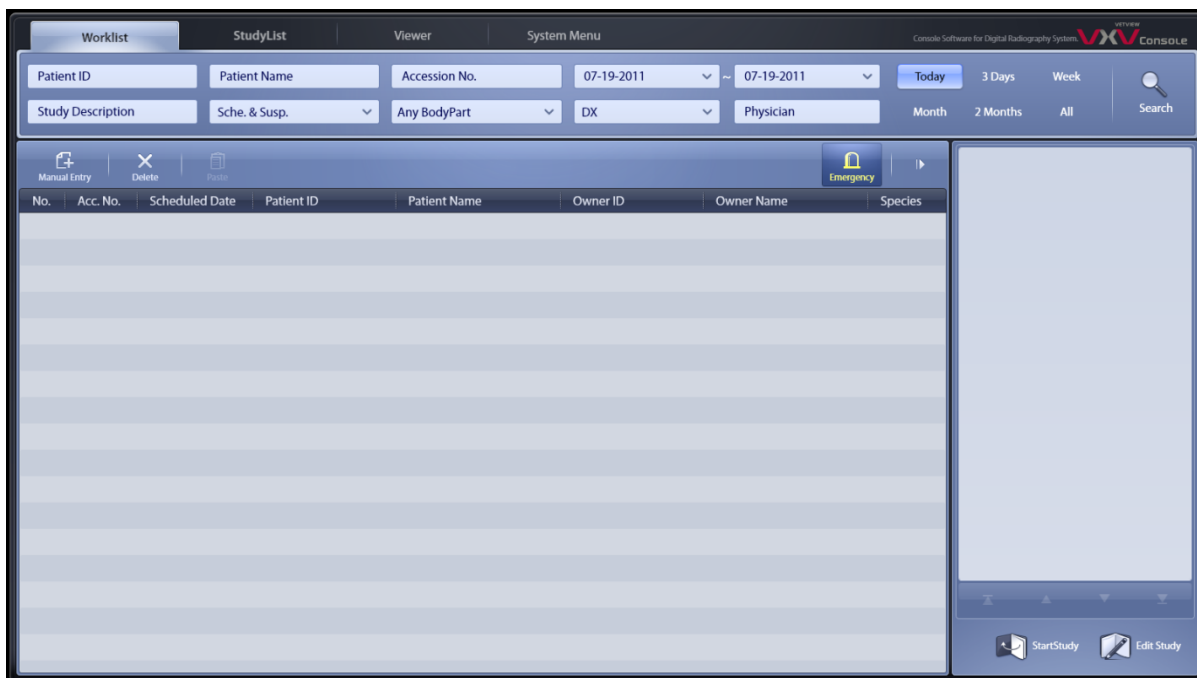 Worklist StudyList Viewer System Menu Console Software for Digital Radiography System. VETVIEW VXV Console
Patient ID Patient Name Accession No. 07-19-2011 ~ 07-19-2011 Today 3 Days Week
Study Description Sche. & Susp. Any BodyPart DX Physician Month 2 Months All Search
Manual Entry Delete Paste Emergency
No. Acc. No. Scheduled Date Patient ID Patient Name Owner ID Owner Name Species
StartStudy Edit Study